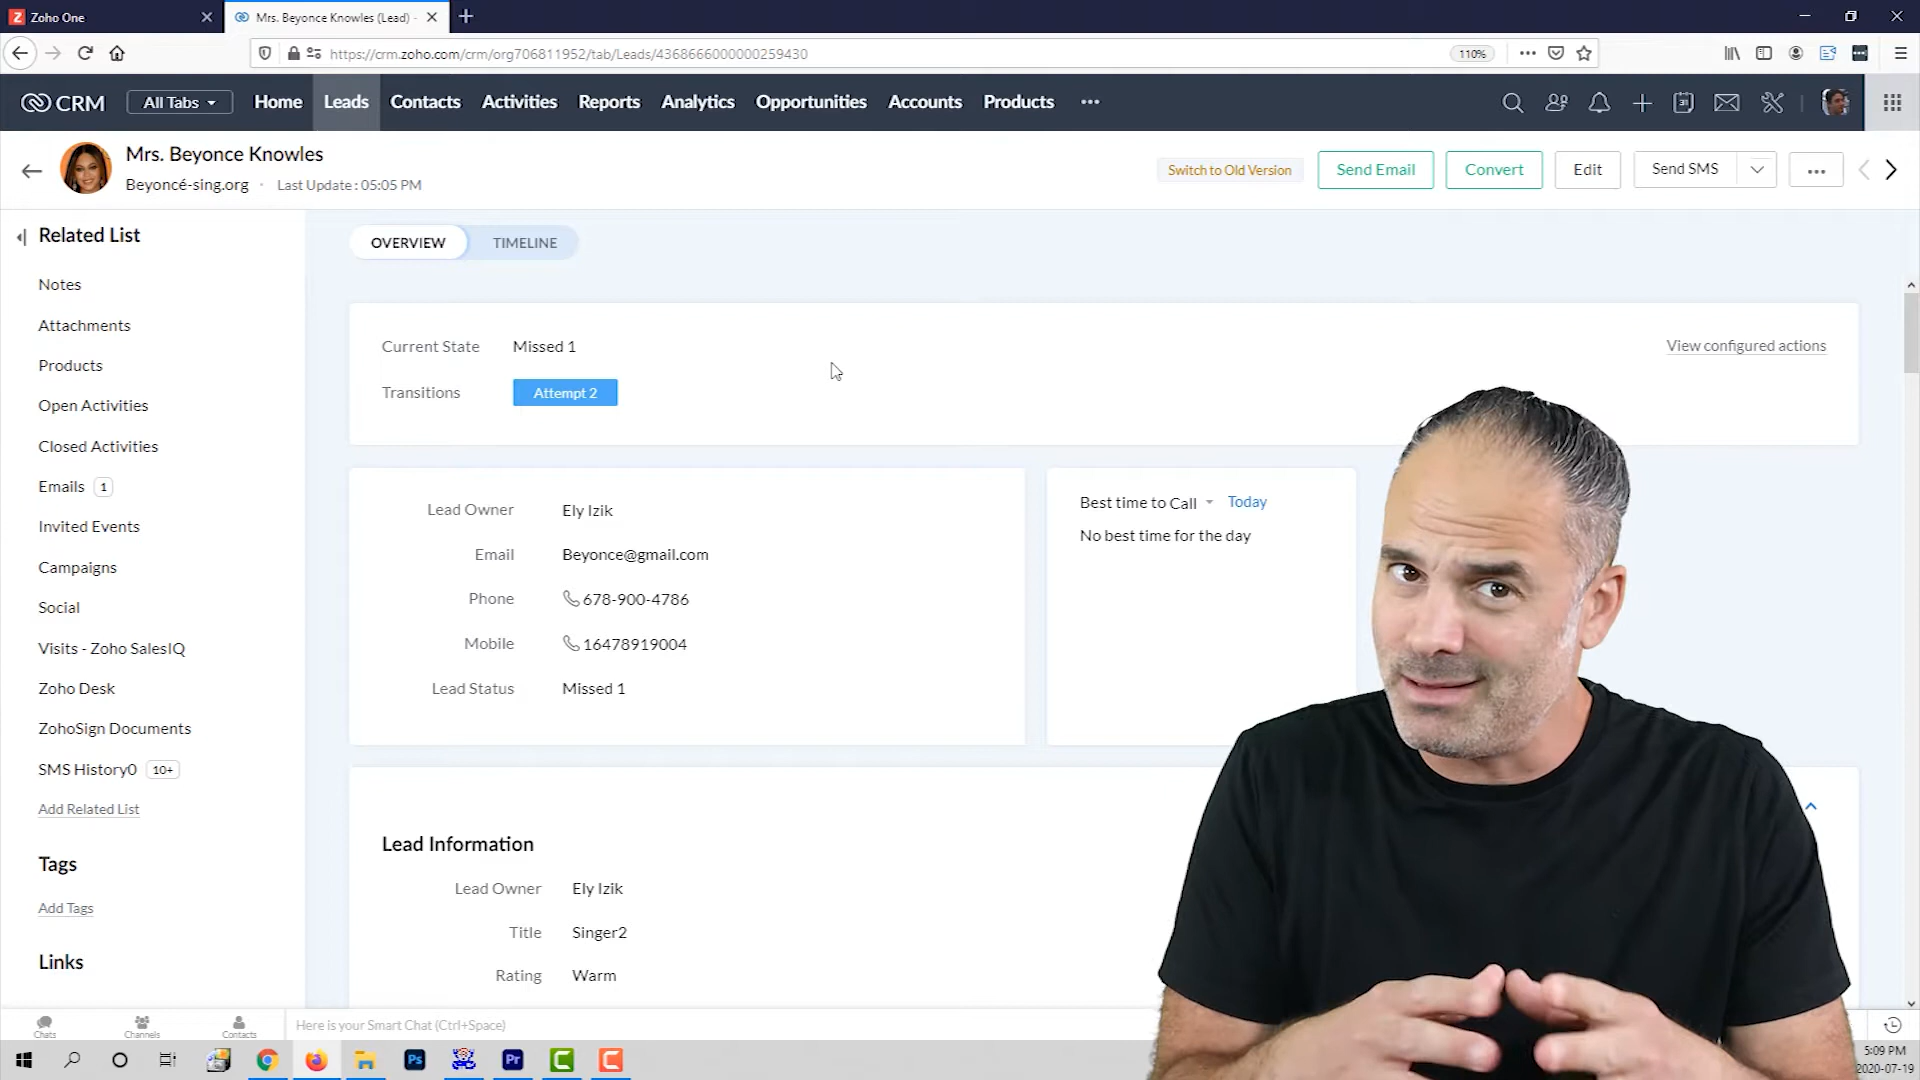 Zoho One
Mrs. Beyonce Knowles (Lead) -
https://crm.zoho.com/crm/org706811952/tab/Leads/4368666000000259430
110%
CRM
All Tabs
Home
Leads
Contacts
Activities
Reports
Analytics
Opportunities
Accounts
Products
Mrs. Beyonce Knowles
Beyoncé-sing.org · Last Update : 05:05 PM
Switch to Old Version
Send Email
Convert
Edit
Send SMS
Related List
Notes
Attachments
Products
Open Activities
Closed Activities
Emails 1
Invited Events
Campaigns
Social
Visits - Zoho SalesIQ
Zoho Desk
ZohoSign Documents
SMS History0 10+
Add Related List
Tags
Add Tags
Links
OVERVIEW
TIMELINE
Current State Missed 1
View configured actions
Transitions Attempt 2
Lead Owner Ely Izik
Email Beyonce@gmail.com
Phone 678-900-4786
Mobile 16478919004
Lead Status Missed 1
Best time to Call Today
No best time for the day
Lead Information
Lead Owner Ely Izik
Title Singer2
Rating Warm
Chats
Channels
Contacts
Here is your Smart Chat (Ctrl+Space)
Ps
Pr
5:09 PM
2020-07-19